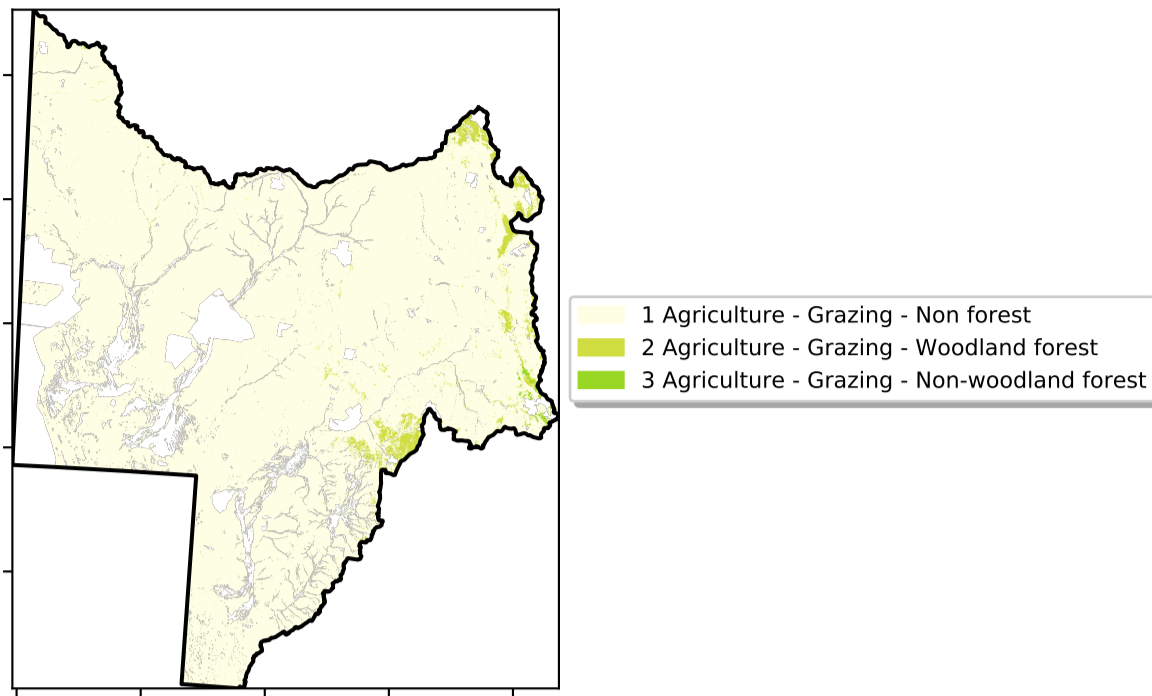 1 Agriculture - Grazing - Non forest
2 Agriculture - Grazing - Woodland forest
3 Agriculture - Grazing - Non-woodland forest